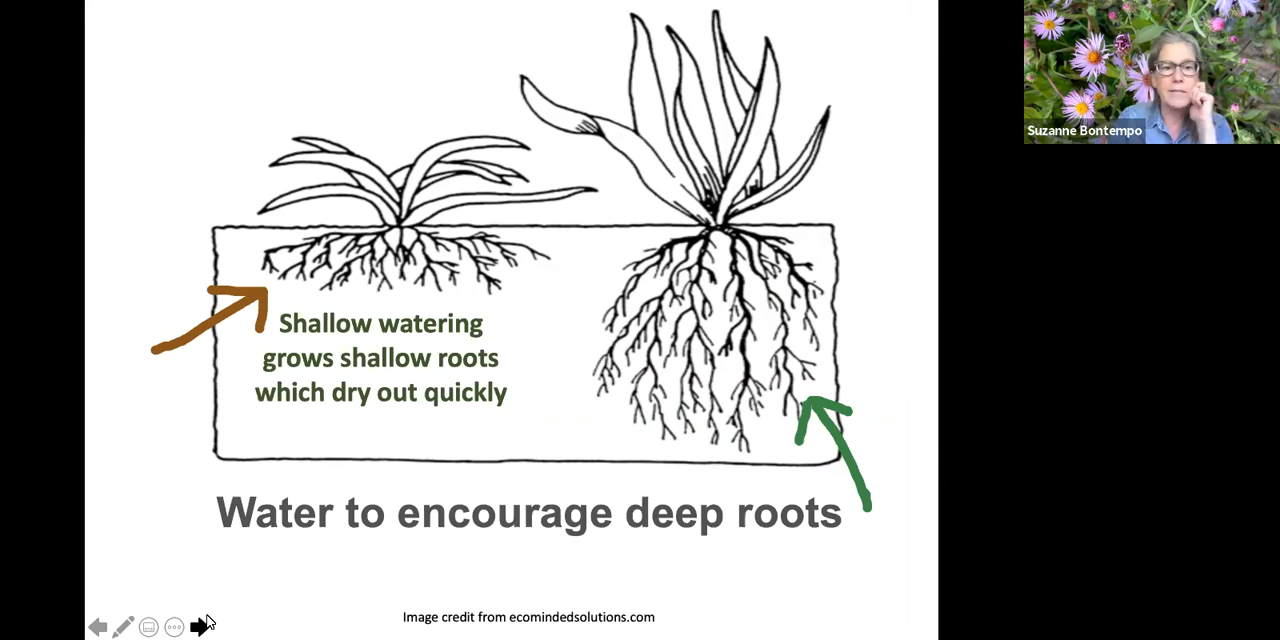 Suzanne Bontempo
Shallow watering
grows shallow roots
which dry out quickly
Water to encourage deep roots
Image credit from ecomindedsolutions.com